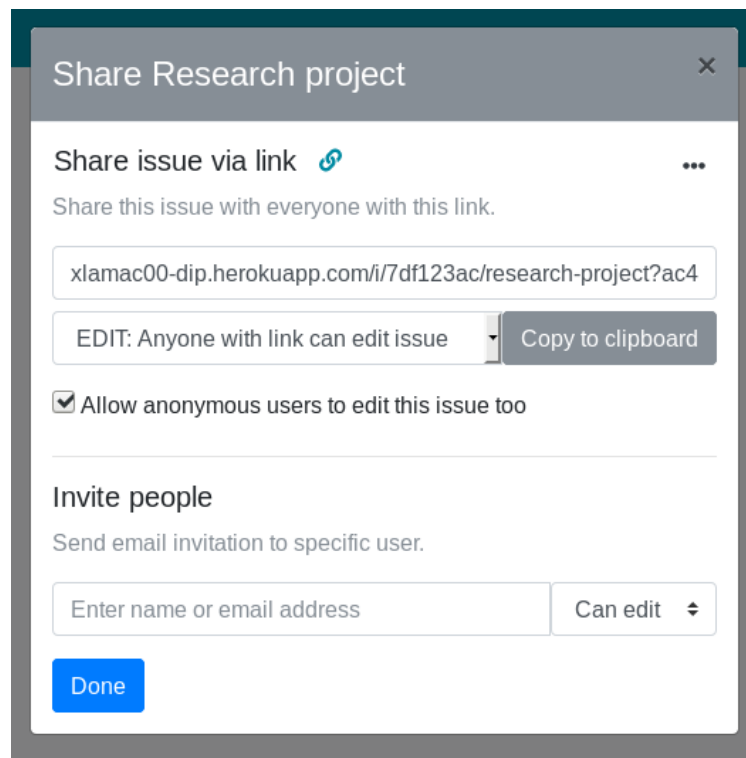 Share Research project
×
Share issue via link
•••
Share this issue with everyone with this link.
xlamac00-dip.herokuapp.com/i/7df123ac/research-project?ac4
EDIT: Anyone with link can edit issue
Copy to clipboard
Allow anonymous users to edit this issue too
Invite people
Send email invitation to specific user.
Enter name or email address
Can edit
Done